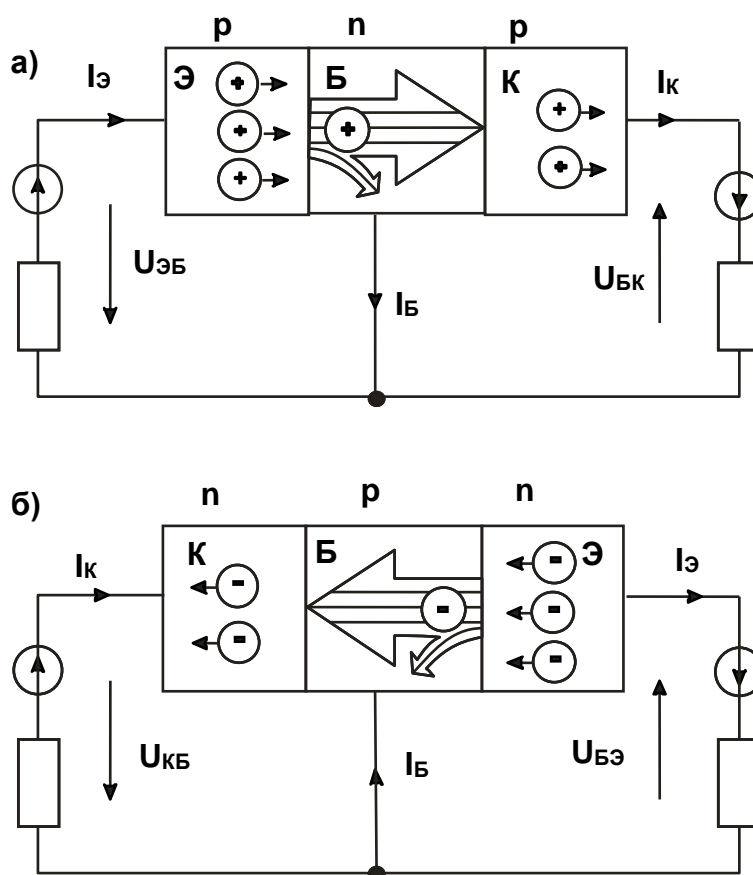 p n p
а)
Э Б К
IЭ IК
+ + + + + +
UЭБ UБК
IБ
n p n
б)
К Б Э
IК IЭ
- - - - - -
UКБ UБЭ
IБ